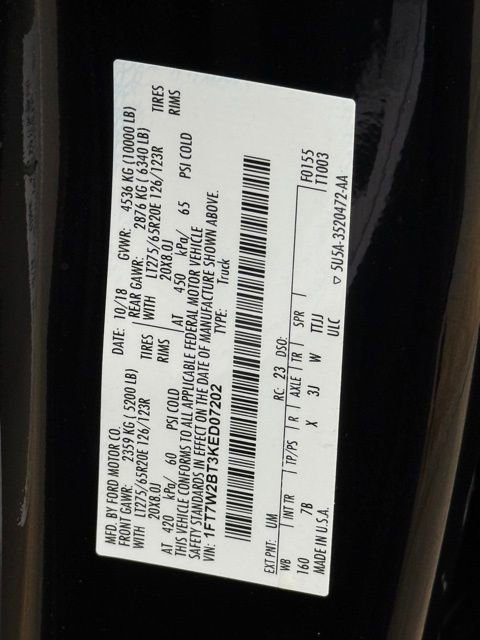 MFD. BY FORD MOTOR CO.
DATE: 10/18
GVWR: 4536 KG (10000 LB)
FRONT GAWR: 2359 KG (5200 LB)
REAR GAWR: 2876 KG (6340 LB)
WITH LT275/65R20E 126/123R TIRES
WITH LT275/65R20E 126/123R TIRES
20X8.0J RIMS
20X8.0J RIMS
AT 420 kPa/ 60 PSI COLD
AT 450 kPa/ 65 PSI COLD
THIS VEHICLE CONFORMS TO ALL APPLICABLE FEDERAL MOTOR VEHICLE
SAFETY STANDARDS IN EFFECT ON THE DATE OF MANUFACTURE SHOWN ABOVE.
VIN: 1FT7W2BT3KED07202
TYPE: Truck
EXT PNT: UM RC: 23 DSO: F0155
WB INT TR TP/PS R AXLE TR SPR T1003
160 7B X 3J W TTJJ
MADE IN U.S.A. ULC 5U5A-3520472-AA